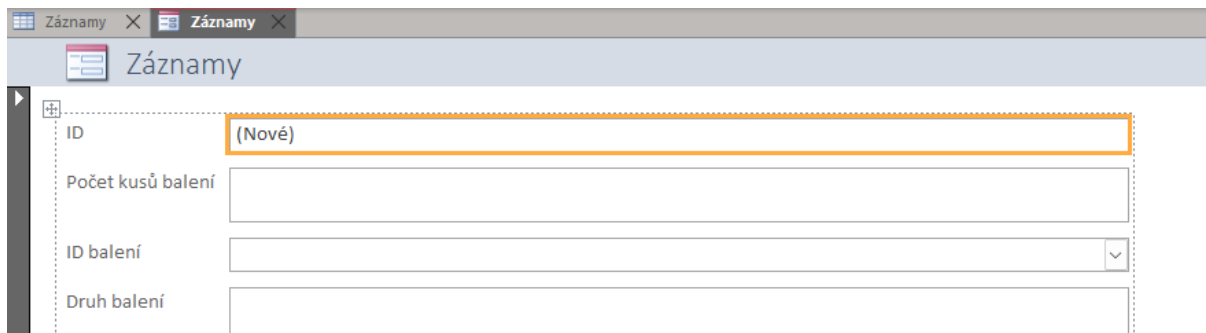 Záznamy Záznamy
Záznamy
ID (Nové)
Počet kusů balení
ID balení
Druh balení